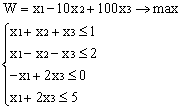 W = x1-10x2+100x3→max
x1+ x2 + x3 ≤ 1
x1- x2 - x3 ≤ 2
-x1+ 2x3 ≤ 0
x1+ 2x3 ≤ 5